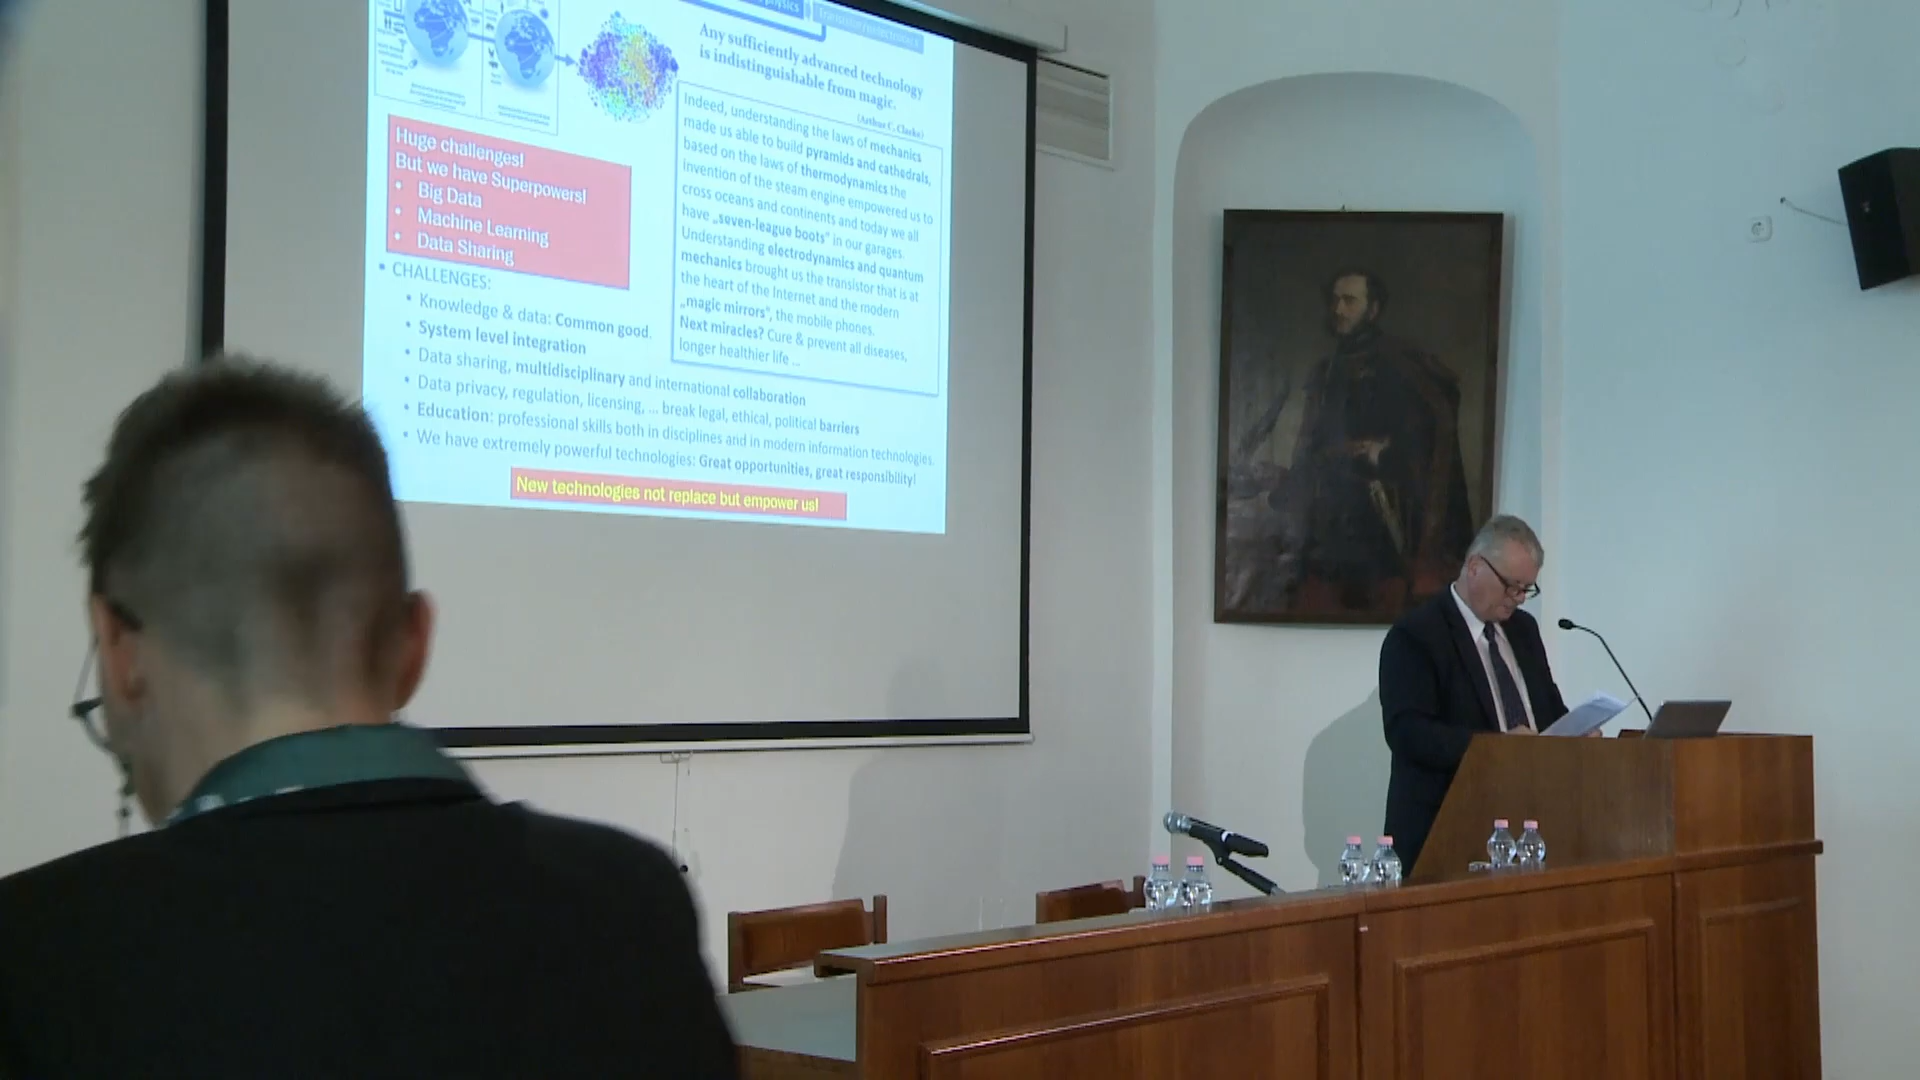 physics
Any sufficiently advanced technology
is indistinguishable from magic.
(Arthur C. Clarke)
Huge challenges!
But we have Superpowers!
• Big Data
• Machine Learning
• Data Sharing
Indeed, understanding the laws of mechanics
made us able to build pyramids and cathedrals,
based on the laws of thermodynamics the
invention of the steam engine empowered us to
cross oceans and continents and today we all
have „seven-league boots" in our garages.
Understanding electrodynamics and quantum
mechanics brought us the transistor that is at
the heart of the Internet and the modern
„magic mirrors", the mobile phones.
Next miracles? Cure & prevent all diseases,
longer healthier life ...
• CHALLENGES:
• Knowledge & data: Common good.
• System level integration
• Data sharing, multidisciplinary and international collaboration
• Data privacy, regulation, licensing, ... break legal, ethical, political barriers
• Education: professional skills both in disciplines and in modern information technologies.
• We have extremely powerful technologies: Great opportunities, great responsibility!
New technologies not replace but empower us!